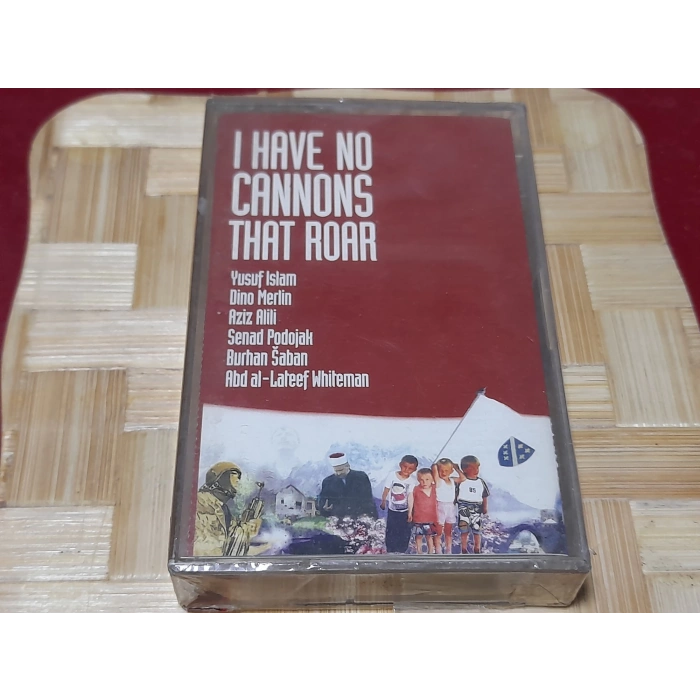 I HAVE NO
CANNONS
THAT ROAR
Yusuf Islam
Dino Merlin
Aziz Alili
Senad Podojak
Burhan Šaban
Abd al-Lateef Whiteman